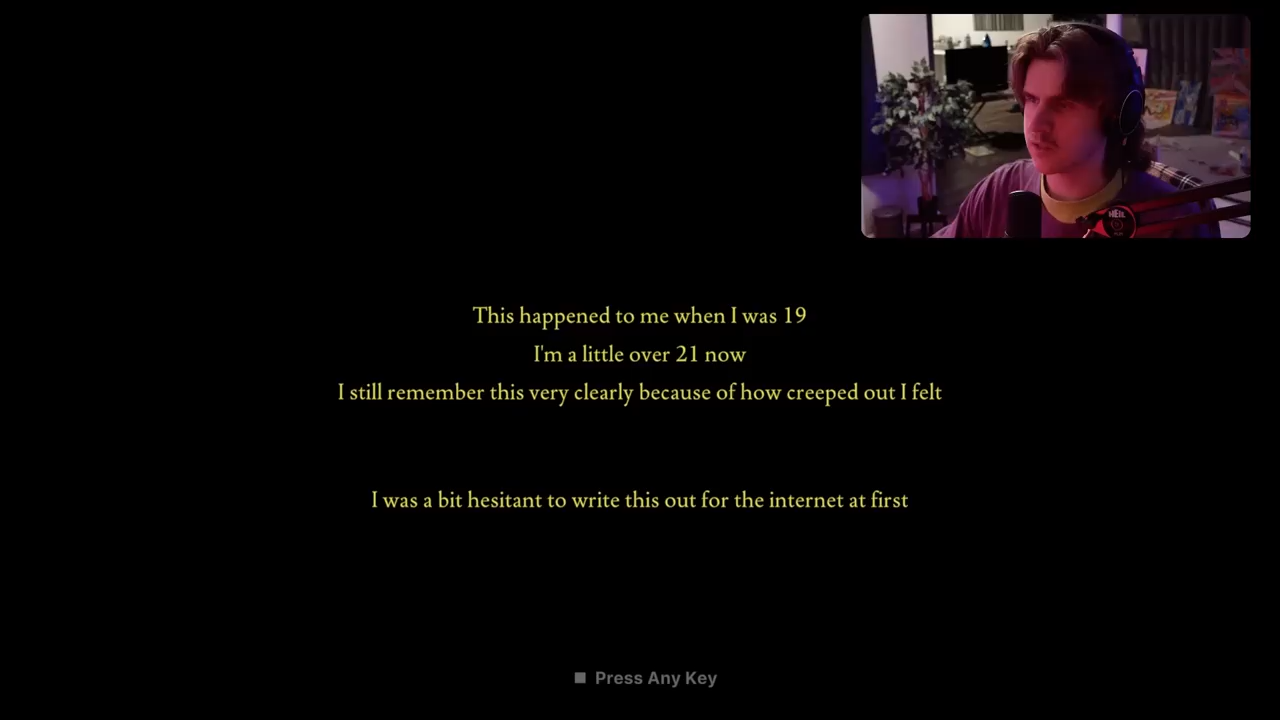 HEIL
This happened to me when I was 19
I'm a little over 21 now
I still remember this very clearly because of how creeped out I felt
I was a bit hesitant to write this out for the internet at first
Press Any Key